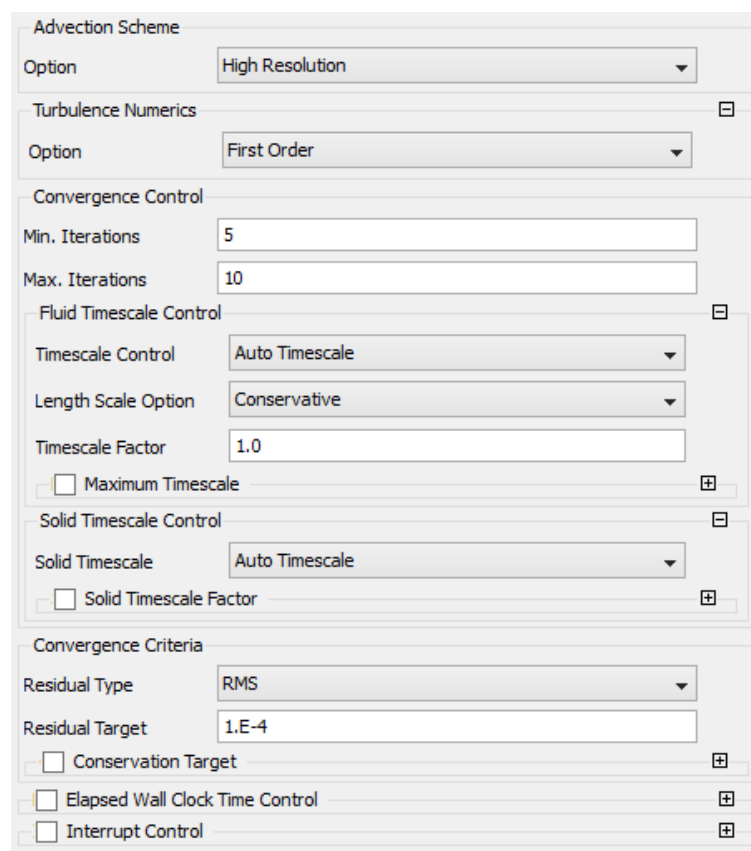 Advection Scheme
Option High Resolution
Turbulence Numerics
Option First Order
Convergence Control
Min. Iterations 5
Max. Iterations 10
Fluid Timescale Control
Timescale Control Auto Timescale
Length Scale Option Conservative
Timescale Factor 1.0
Maximum Timescale
Solid Timescale Control
Solid Timescale Auto Timescale
Solid Timescale Factor
Convergence Criteria
Residual Type RMS
Residual Target 1.E-4
Conservation Target
Elapsed Wall Clock Time Control
Interrupt Control